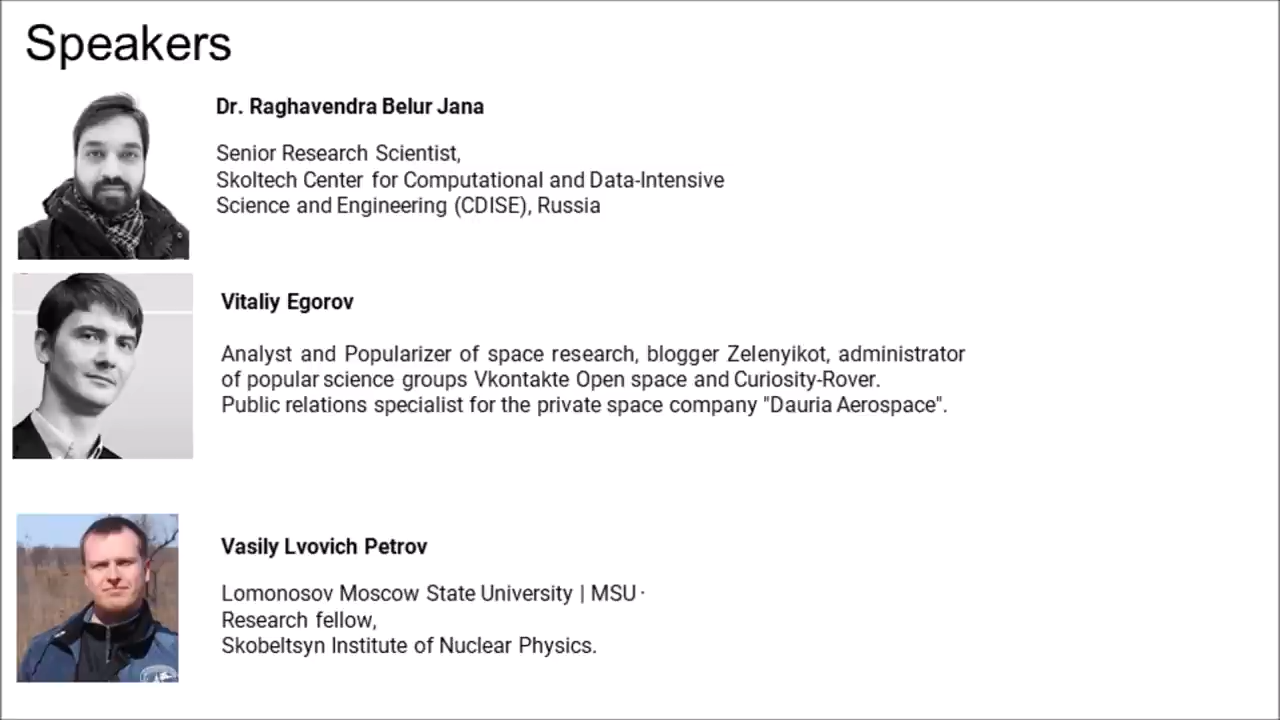 Speakers
Dr. Raghavendra Belur Jana
Senior Research Scientist,
Skoltech Center for Computational and Data-Intensive
Science and Engineering (CDISE), Russia
Vitaliy Egorov
Analyst and Popularizer of space research, blogger Zelenyikot, administrator
of popular science groups Vkontakte Open space and Curiosity-Rover.
Public relations specialist for the private space company "Dauria Aerospace".
Vasily Lvovich Petrov
Lomonosov Moscow State University | MSU ·
Research fellow,
Skobeltsyn Institute of Nuclear Physics.